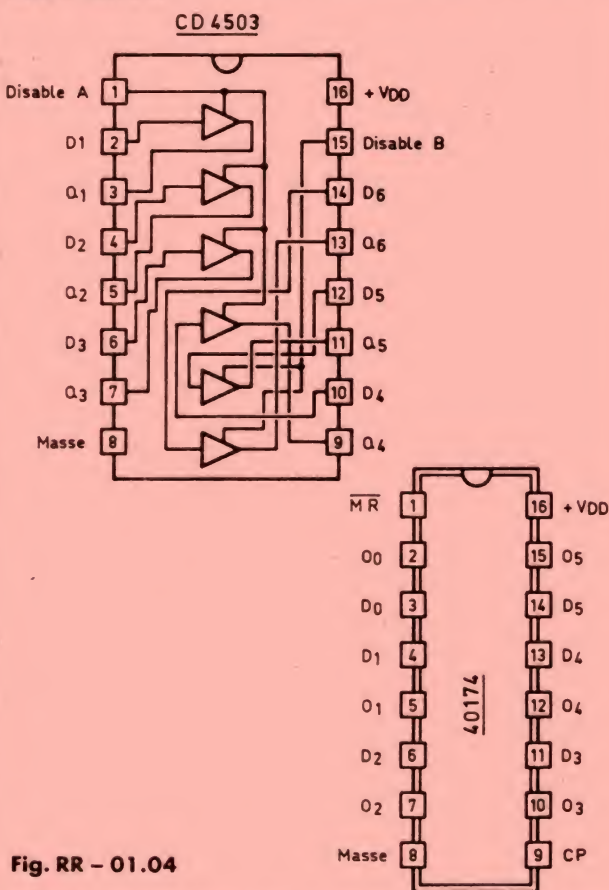 CD 4503
Disable A 1 16 + VDD
D1 2 15 Disable B
Q1 3 14 D6
D2 4 13 Q6
Q2 5 12 D5
D3 6 11 Q5
Q3 7 10 D4
Masse 8 9 Q4
MR 1 16 + VDD
O0 2 15 O5
D0 3 14 D5
D1 4 13 D4
O1 5 12 O4
D2 6 11 D3
O2 7 10 O3
Masse 8 9 CP
40174
Fig. RR – 01.04